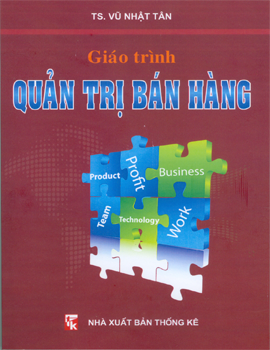 TS. VŨ NHẬT TÂN
Giáo trình
QUẢN TRỊ BÁN HÀNG
Product
Profit
Business
Team
Technology
Work
NHÀ XUẤT BẢN THỐNG KÊ